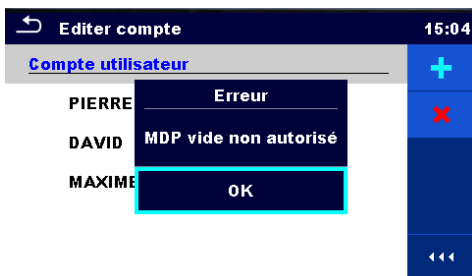 Editer compte
15:04
Compte utilisateur
PIERRE
Erreur
DAVID
MDP vide non autorisé
MAXIME
OK